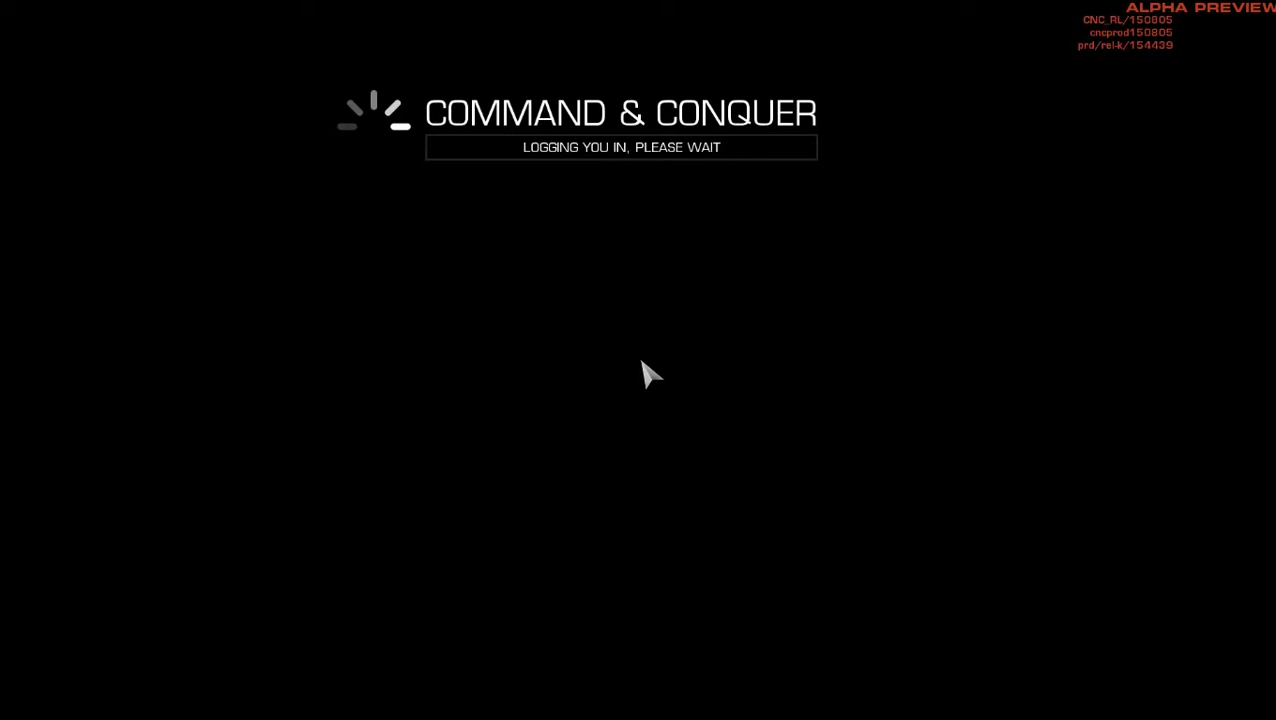 ALPHA PREVIEW
CNC_RL/150805
cncprod150805
prd/rel-k/154439
COMMAND & CONQUER
LOGGING YOU IN, PLEASE WAIT